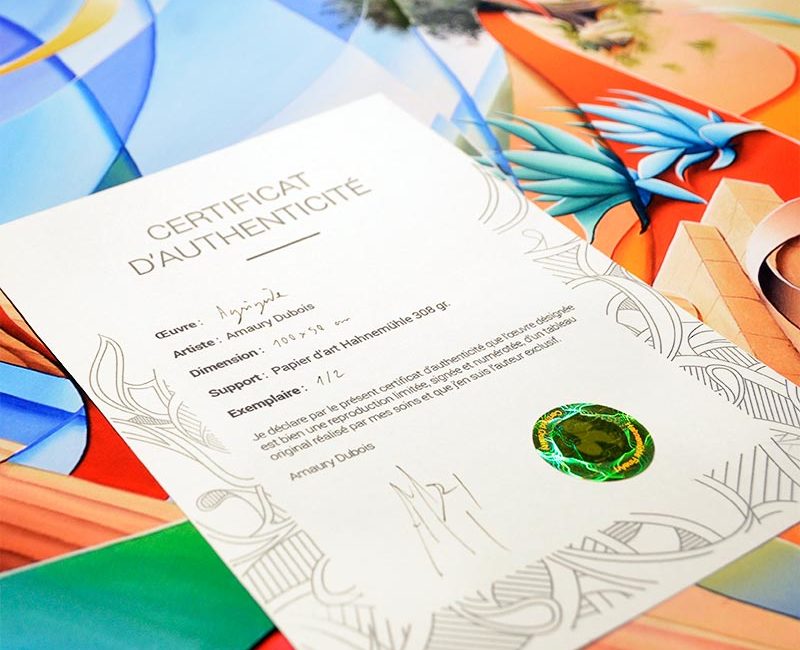 CERTIFICAT
D'AUTHENTICITÉ
Œuvre :
Artiste : Amaury Dubois
Dimension : 100 x 50 cm
Support : Papier d'art Hahnemühle 308 gr.
Exemplaire : 1/2
Je déclare par le présent certificat d'authenticité que l'œuvre désignée
est bien une reproduction limitée, signée et numérotée, d'un tableau
original réalisé par mes soins et que j'en suis l'auteur exclusif.
Amaury Dubois